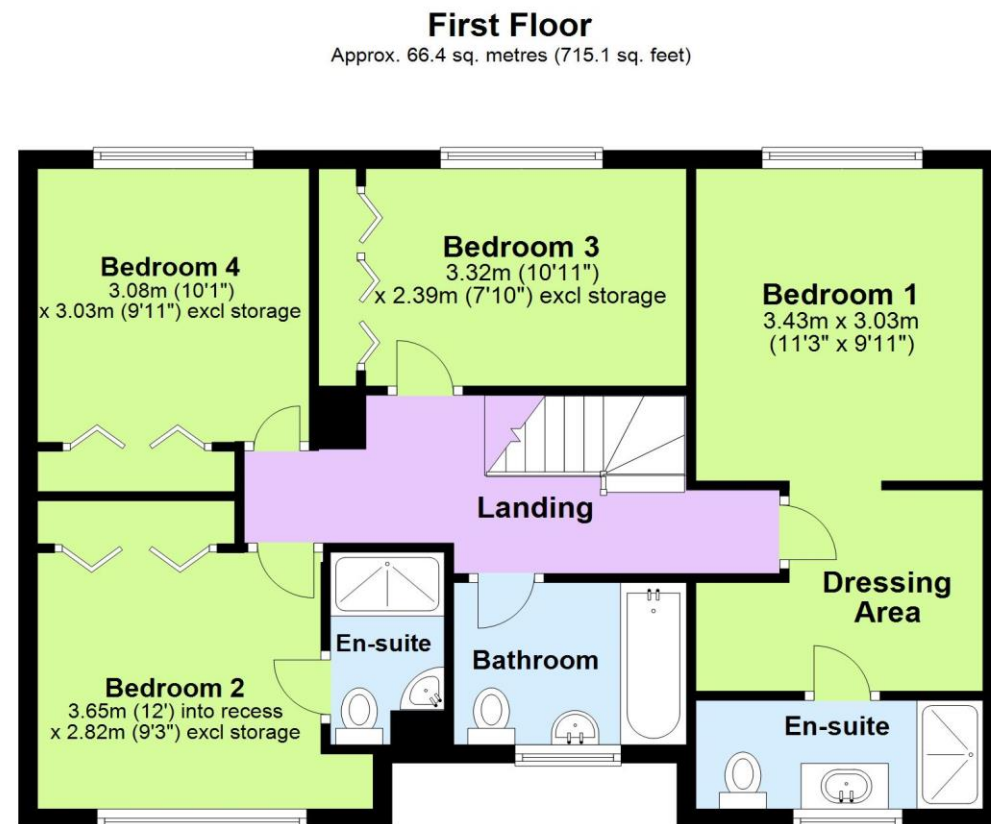 First Floor
Approx. 66.4 sq. metres (715.1 sq. feet)
Bedroom 4
3.08m (10'1")
x 3.03m (9'11") excl storage
Bedroom 3
3.32m (10'11")
x 2.39m (7'10") excl storage
Bedroom 1
3.43m x 3.03m
(11'3" x 9'11")
Landing
Dressing
Area
En-suite
Bathroom
Bedroom 2
3.65m (12') into recess
x 2.82m (9'3") excl storage
En-suite